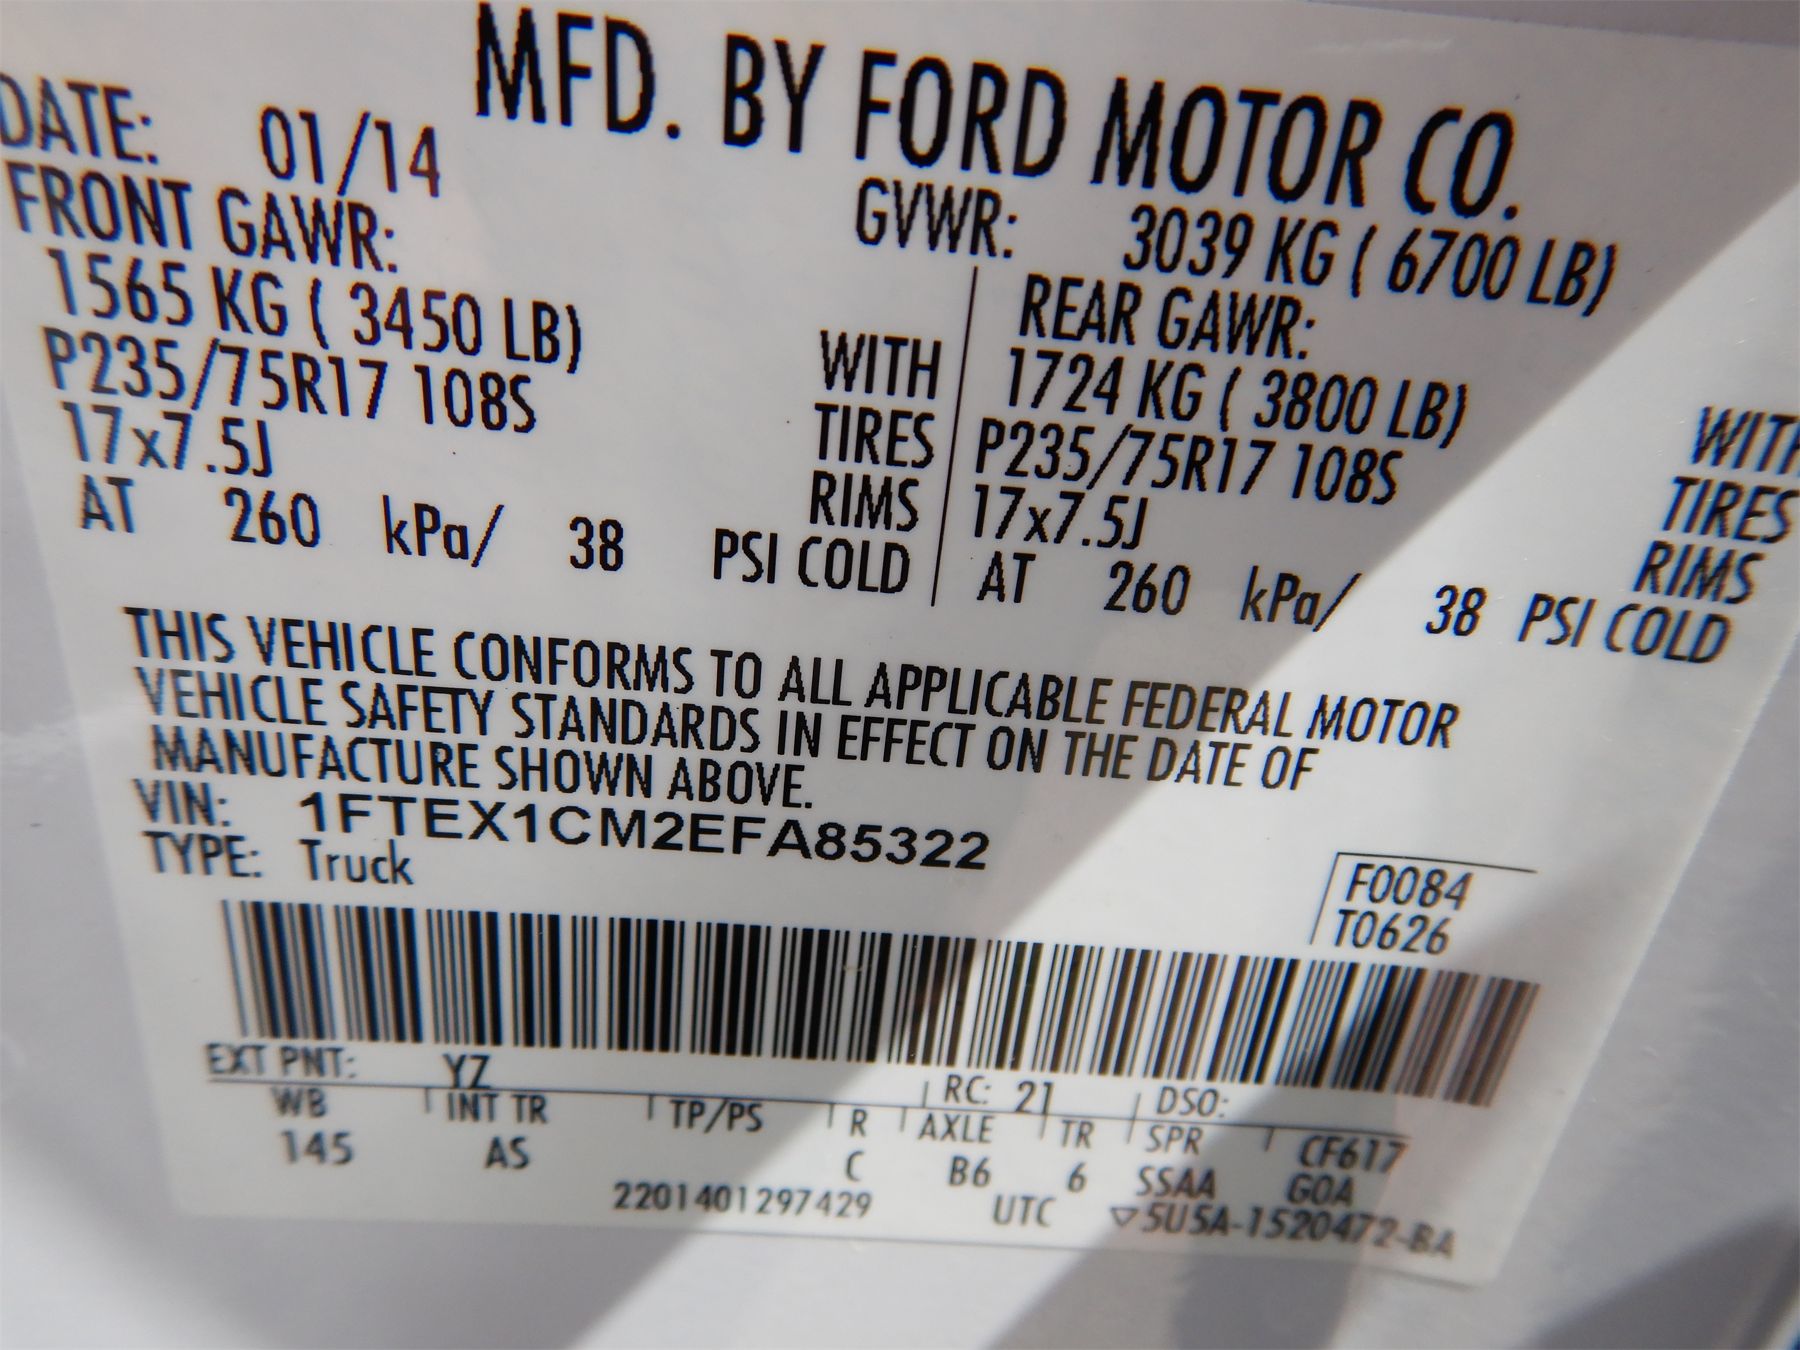 MFD. BY FORD MOTOR CO.
DATE: 01/14
GVWR: 3039 KG ( 6700 LB)
FRONT GAWR:
1565 KG ( 3450 LB) WITH
P235/75R17 108S TIRES
17x7.5J RIMS
AT 260 kPa/ 38 PSI COLD
REAR GAWR:
1724 KG ( 3800 LB) WITH
P235/75R17 108S TIRES
17x7.5J RIMS
AT 260 kPa/ 38 PSI COLD
THIS VEHICLE CONFORMS TO ALL APPLICABLE FEDERAL MOTOR
VEHICLE SAFETY STANDARDS IN EFFECT ON THE DATE OF
MANUFACTURE SHOWN ABOVE.
VIN: 1FTEX1CM2EFA85322
TYPE: Truck
F0084
T0626
EXT PNT: YZ RC: 21 DSO:
WB INT TR TP/PS R AXLE TR SPR CF617
145 AS C B6 6 SSAA GOA
2201401297429 UTC ▽5U5A-1520472-BA